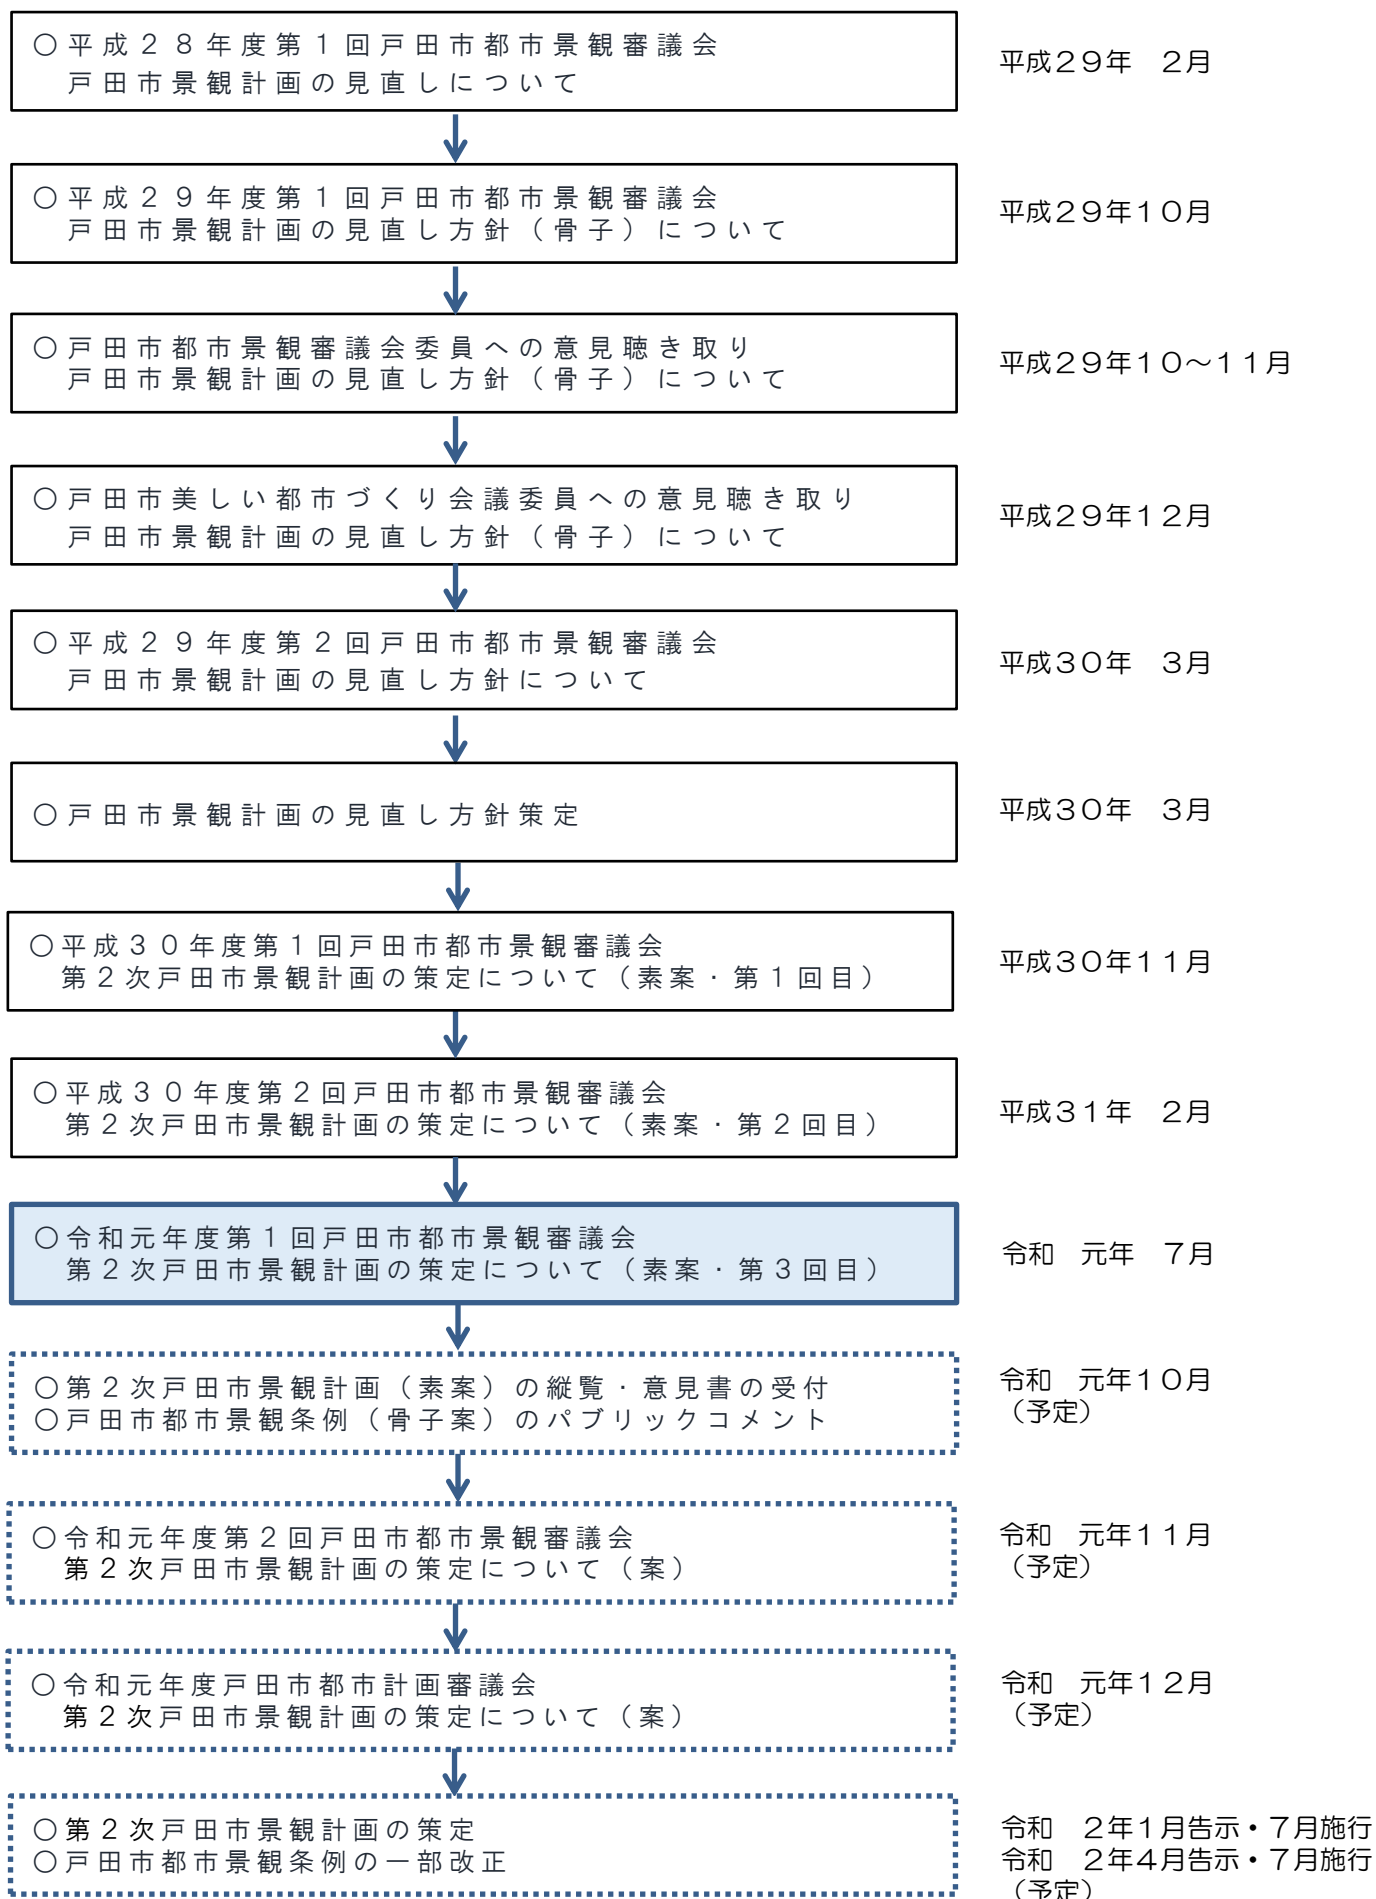 ○平成２８年度第１回戸田市都市景観審議会
戸田市景観計画の見直しについて
平成２９年　２月
○平成２９年度第１回戸田市都市景観審議会
戸田市景観計画の見直し方針（骨子）について
平成２９年１０月
○戸田市都市景観審議会委員への意見聴き取り
戸田市景観計画の見直し方針（骨子）について
平成２９年１０～１１月
○戸田市美しい都市づくり会議委員への意見聴き取り
戸田市景観計画の見直し方針（骨子）について
平成２９年１２月
○平成２９年度第２回戸田市都市景観審議会
戸田市景観計画の見直し方針について
平成３０年　３月
○戸田市景観計画の見直し方針策定
平成３０年　３月
○平成３０年度第１回戸田市都市景観審議会
第２次戸田市景観計画の策定について（素案・第１回目）
平成３０年１１月
○平成３０年度第２回戸田市都市景観審議会
第２次戸田市景観計画の策定について（素案・第２回目）
平成３１年　２月
○令和元年度第１回戸田市都市景観審議会
第２次戸田市景観計画の策定について（素案・第３回目）
令和　元年　７月
○第２次戸田市景観計画（素案）の縦覧・意見書の受付
○戸田市都市景観条例（骨子案）のパブリックコメント
令和　元年１０月
（予定）
○令和元年度第２回戸田市都市景観審議会
第２次戸田市景観計画の策定について（案）
令和　元年１１月
（予定）
○令和元年度戸田市都市計画審議会
第２次戸田市景観計画の策定について（案）
令和　元年１２月
（予定）
○第２次戸田市景観計画の策定
○戸田市都市景観条例の一部改正
令和　２年１月告示・７月施行
令和　２年４月告示・７月施行
（予定）